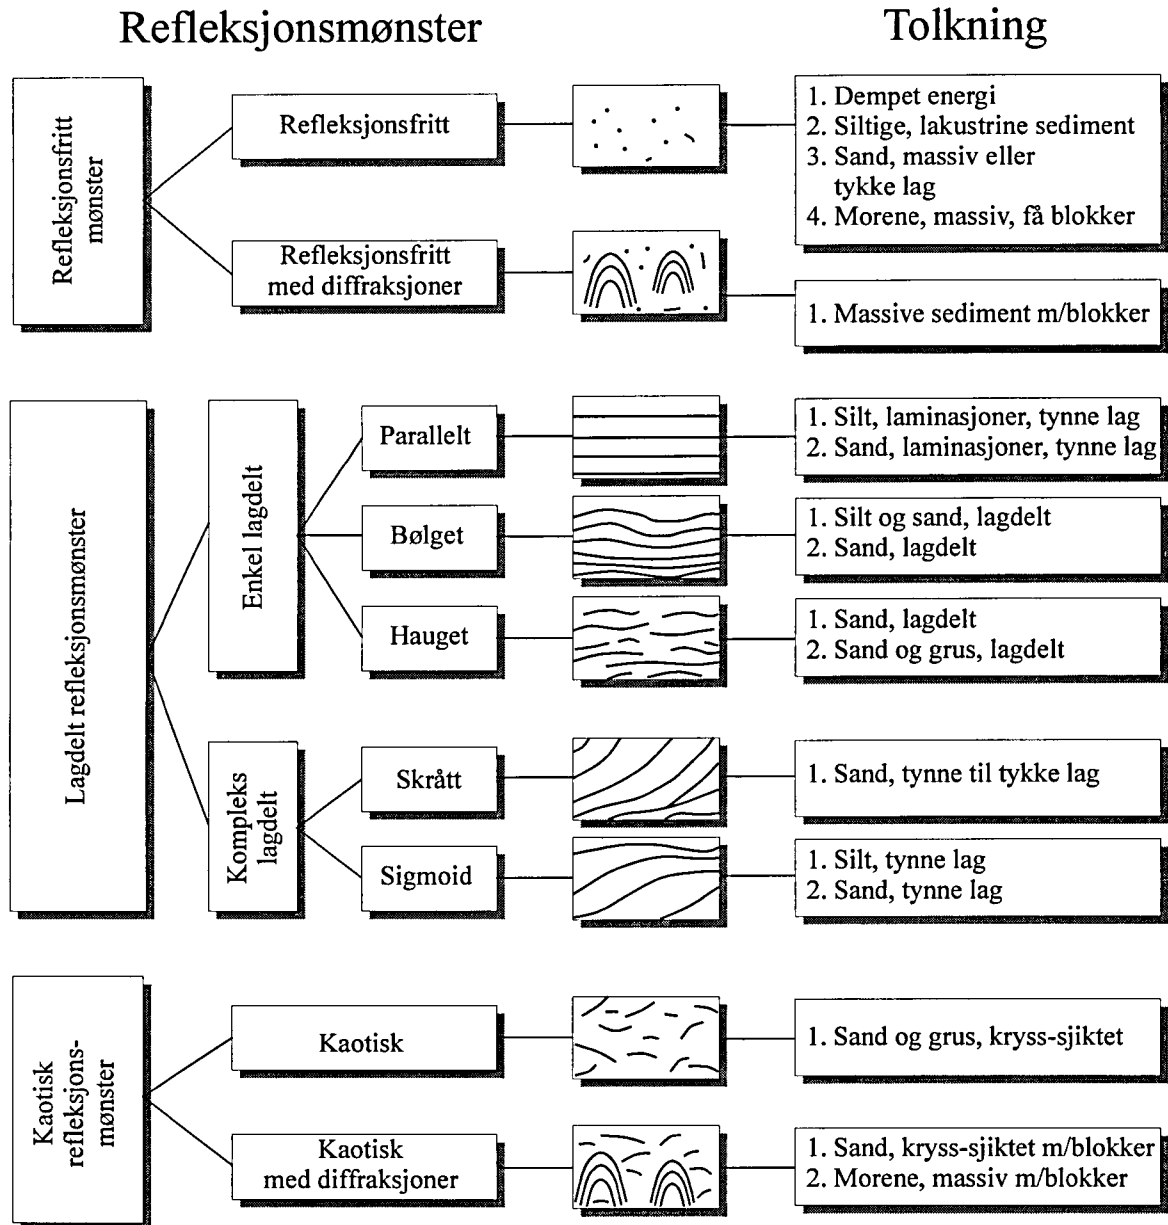 Refleksjonsmønster
Tolkning
Refleksjonsfritt
mønster
Refleksjonsfritt
1. Dempet energi
2. Siltige, lakustrine sediment
3. Sand, massiv eller
tykke lag
4. Morene, massiv, få blokker
Refleksjonsfritt
med diffraksjoner
1. Massive sediment m/blokker
Lagdelt refleksjonsmønster
Enkel lagdelt
Parallelt
1. Silt, laminasjoner, tynne lag
2. Sand, laminasjoner, tynne lag
Bølget
1. Silt og sand, lagdelt
2. Sand, lagdelt
Hauget
1. Sand, lagdelt
2. Sand og grus, lagdelt
Kompleks
lagdelt
Skrått
1. Sand, tynne til tykke lag
Sigmoid
1. Silt, tynne lag
2. Sand, tynne lag
Kaotisk
refleksjons-
mønster
Kaotisk
1. Sand og grus, kryss-sjiktet
Kaotisk
med diffraksjoner
1. Sand, kryss-sjiktet m/blokker
2. Morene, massiv m/blokker